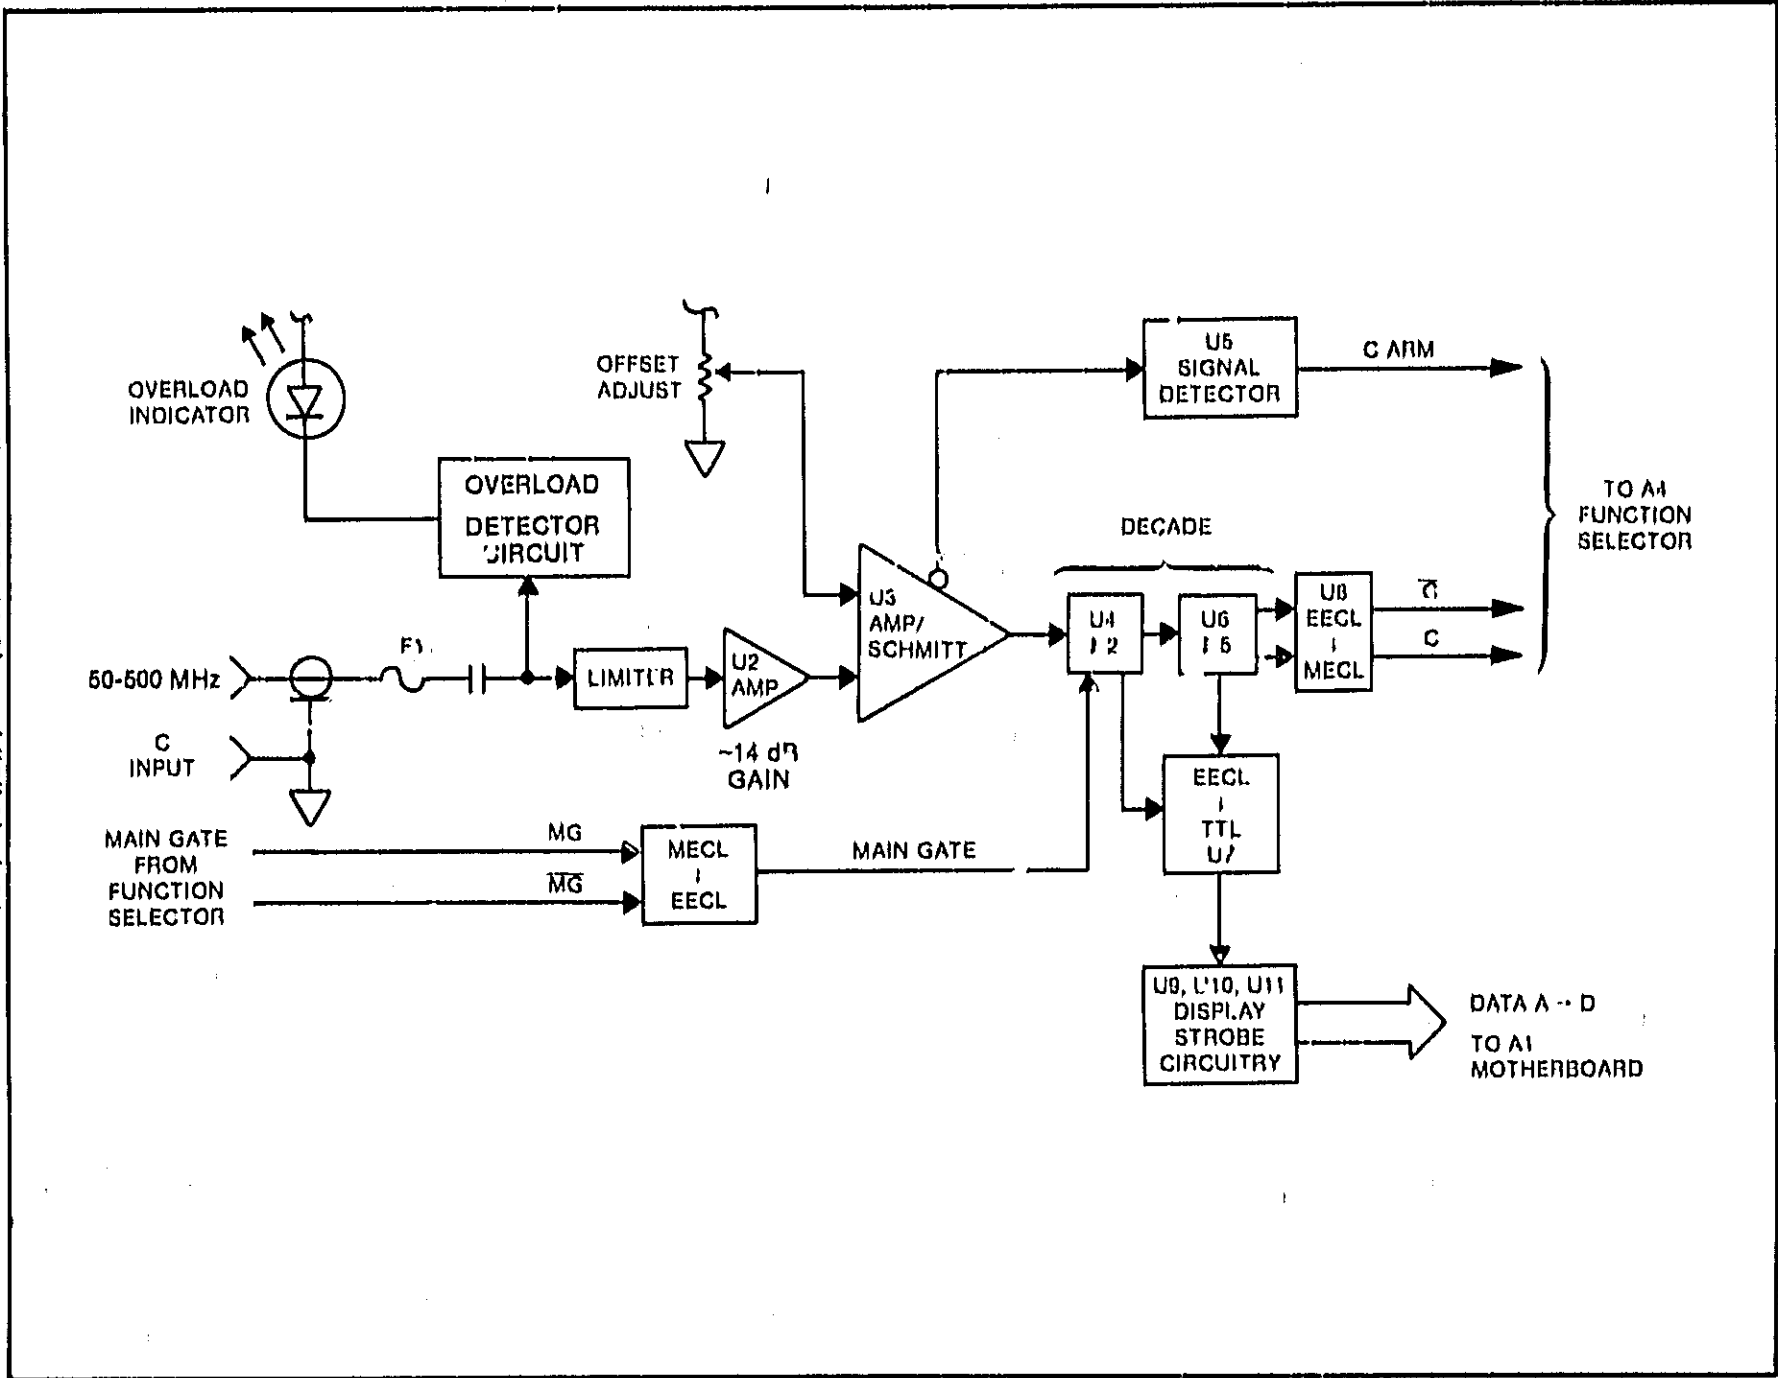 OVERLOAD
INDICATOR
OVERLOAD
DETECTOR
CIRCUIT
OFFSET
ADJUST
U5
SIGNAL
DETECTOR
C ARM
TO A4
FUNCTION
SELECTOR
DECADE
U3
AMP/
SCHMITT
U4
U6
U8
EECL
MECL
C̅
C
50-500 MHz
F1
LIMITER
U2
AMP
~14 dB
GAIN
C
INPUT
EECL
TTL
U7
MAIN GATE
FROM
FUNCTION
SELECTOR
MG
M̅G̅
MECL
EECL
MAIN GATE
U9, U10, U11
DISPLAY
STROBE
CIRCUITRY
DATA A - D
TO A1
MOTHERBOARD